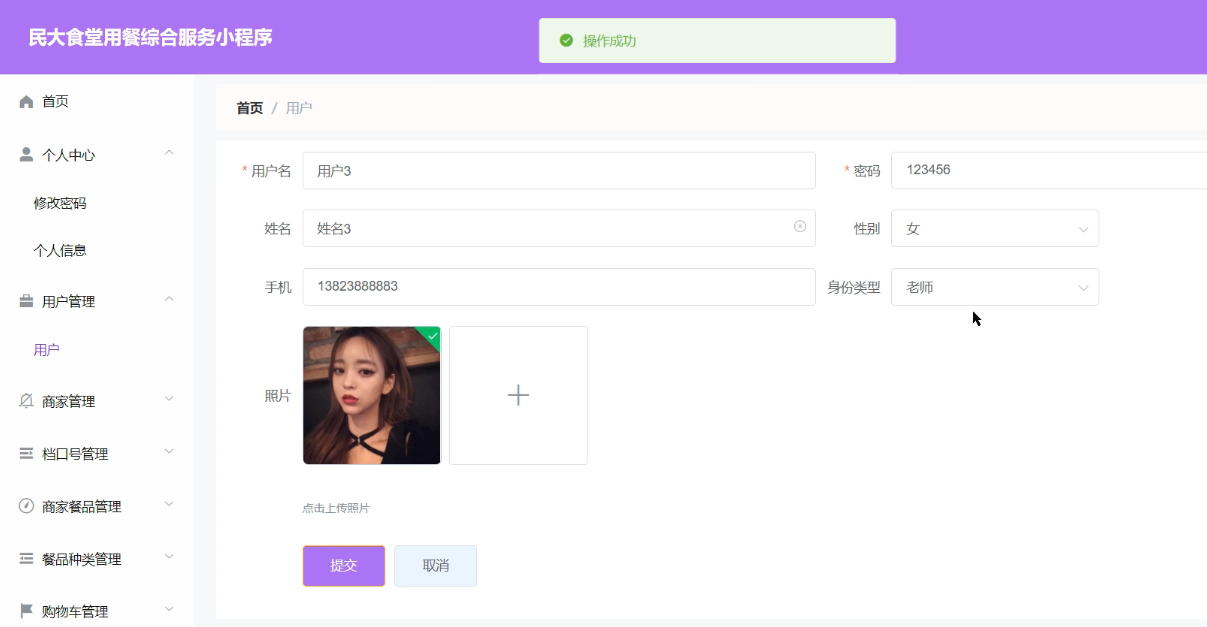 民大食堂用餐综合服务小程序
操作成功
首页
个人中心
修改密码
个人信息
用户管理
用户
商家管理
档口号管理
商家餐品管理
餐品种类管理
购物车管理
首页 / 用户
* 用户名 用户3 * 密码 123456
姓名 姓名3 性别 女
手机 13823888883 身份类型 老师
照片
点击上传照片
提交 取消